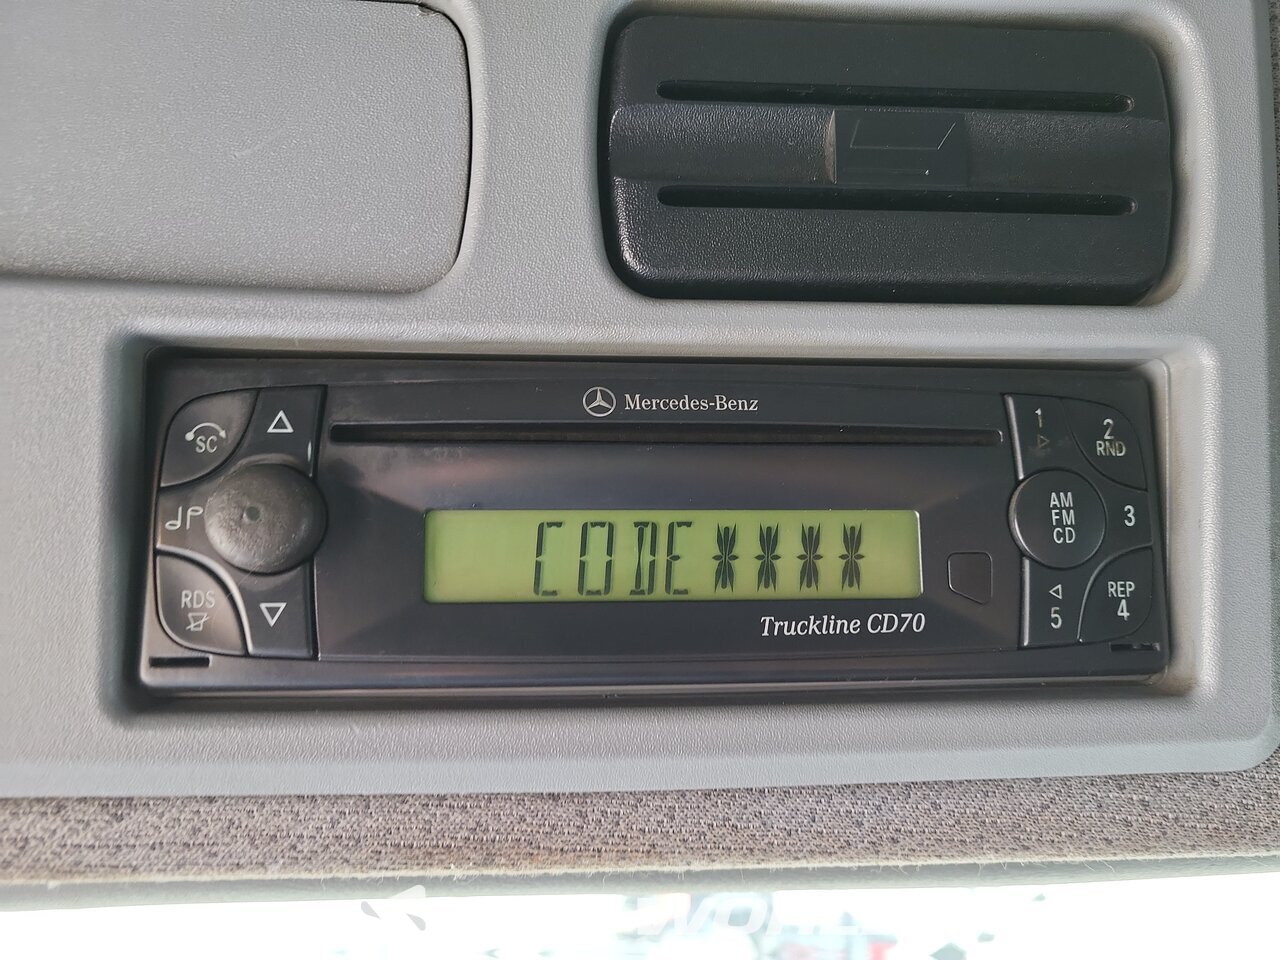 Mercedes-Benz
SC
1
2
RND
AM
FM
CD
3
CODE****
RDS
5
REP
4
Truckline CD70